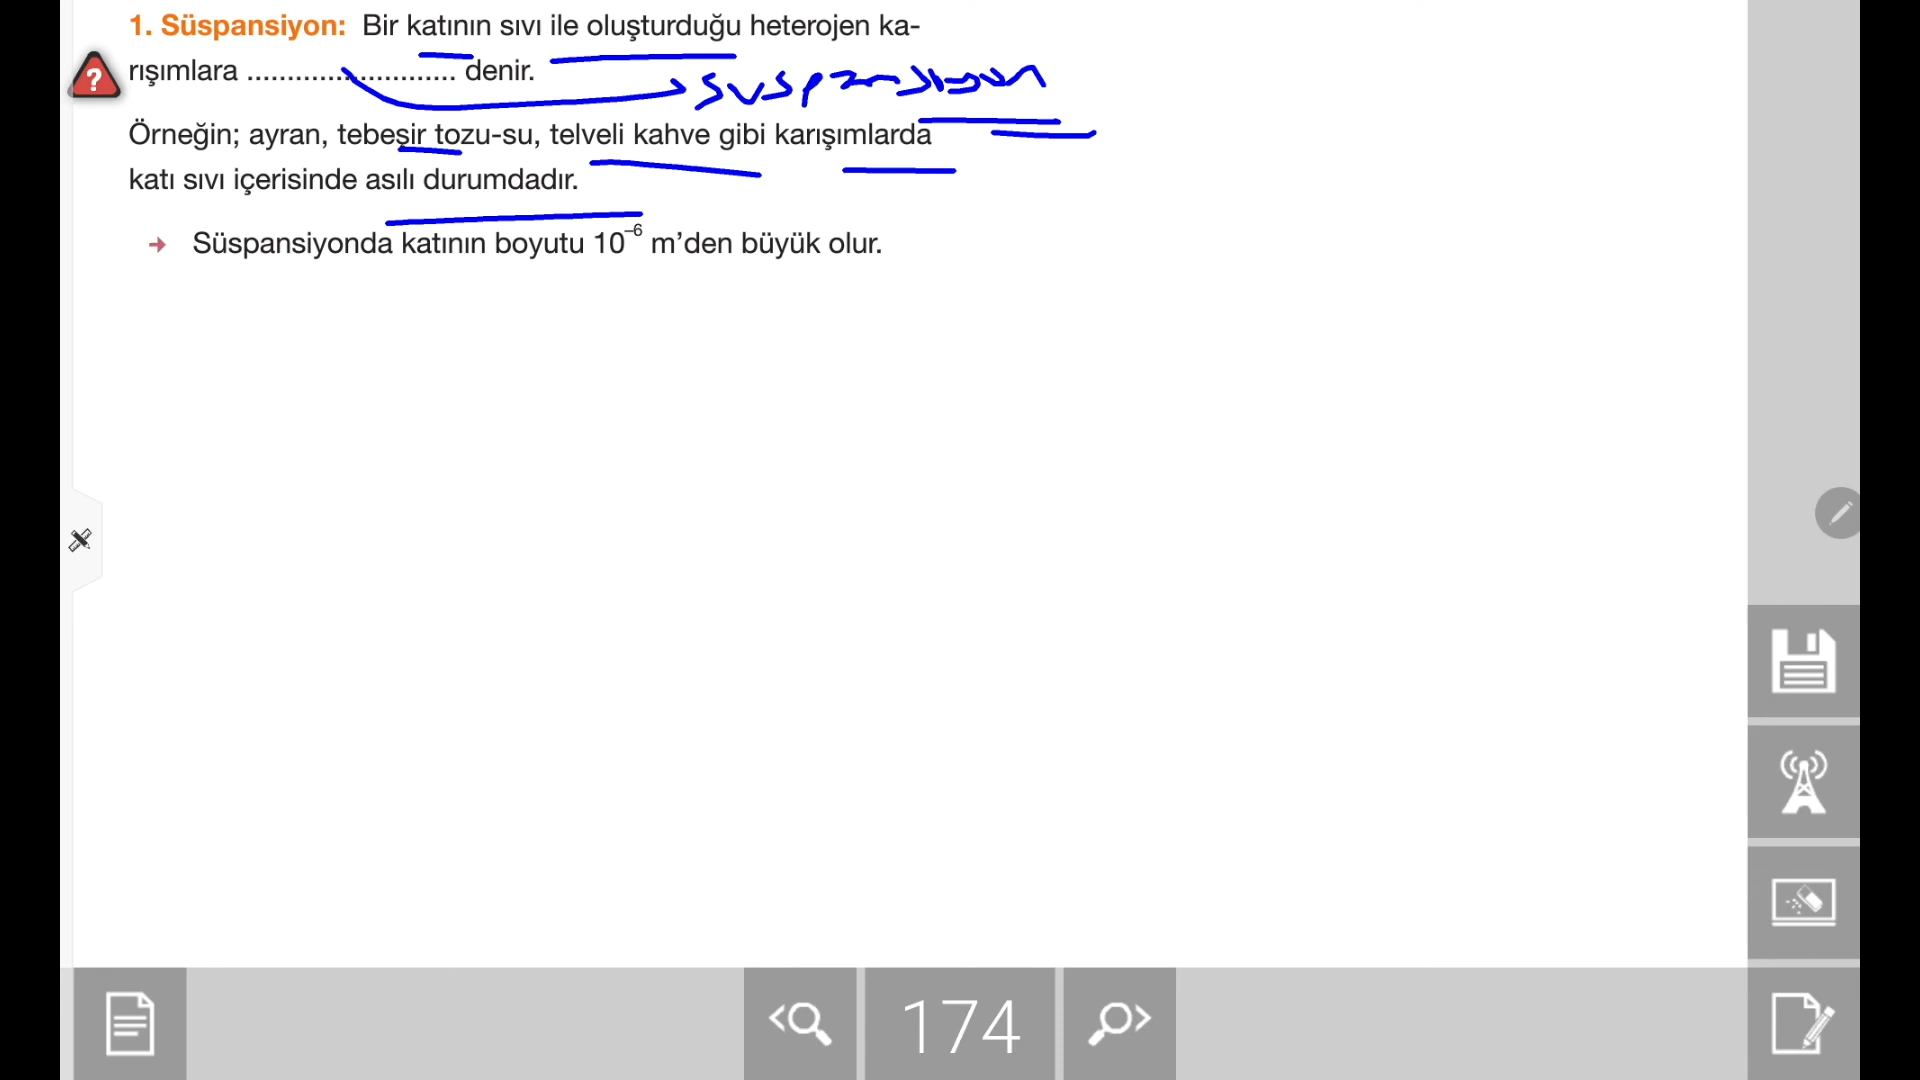 1. Süspansiyon: Bir katının sıvı ile oluşturduğu heterojen ka-
rışımlara .......................... denir.
suspansiyon
Örneğin; ayran, tebeşir tozu-su, telveli kahve gibi karışımlarda
katı sıvı içerisinde asılı durumdadır.
→ Süspansiyonda katının boyutu 10⁻⁶ m’den büyük olur.
174